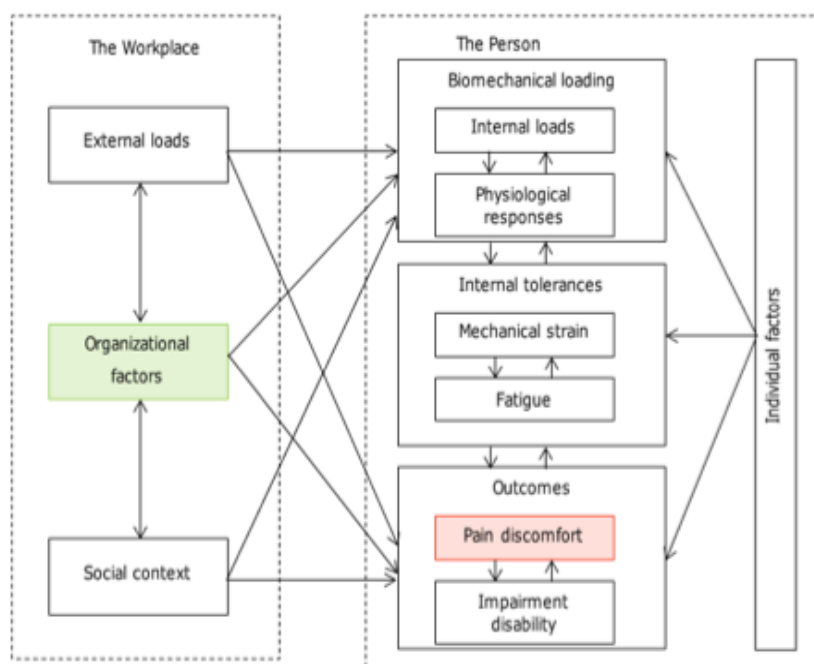 The Workplace
External loads
Organizational
factors
Social context
The Person
Biomechanical loading
Internal loads
Physiological
responses
Internal tolerances
Mechanical strain
Fatigue
Outcomes
Pain discomfort
Impairment
disability
Individual factors